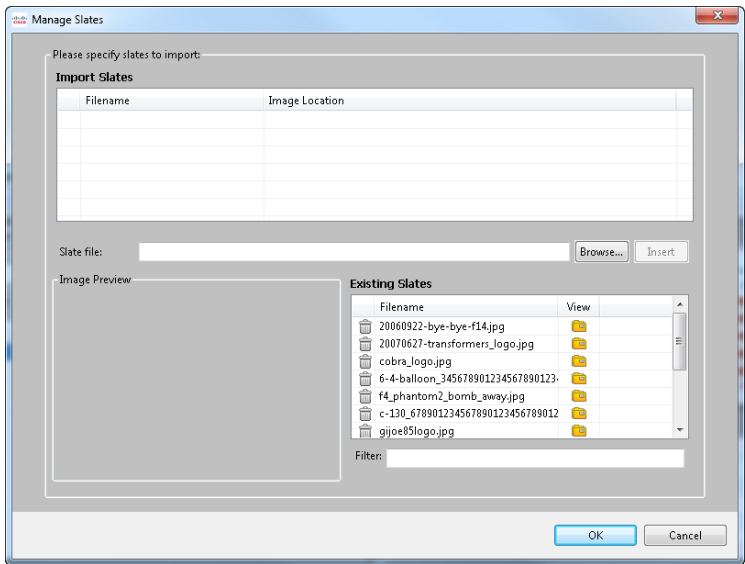 Manage Slates
Please specify slates to import:
Import Slates
Filename Image Location
Slate file: Browse... Insert
Image Preview
Existing Slates
Filename View
20060922-bye-bye-f14.jpg
20070627-transformers_logo.jpg
cobra_logo.jpg
6-4-balloon_345678901234567890123
f4_phantom2_bomb_away.jpg
c-130_678901234567890123456789012
gijoe85logo.jpg
Filter:
OK Cancel